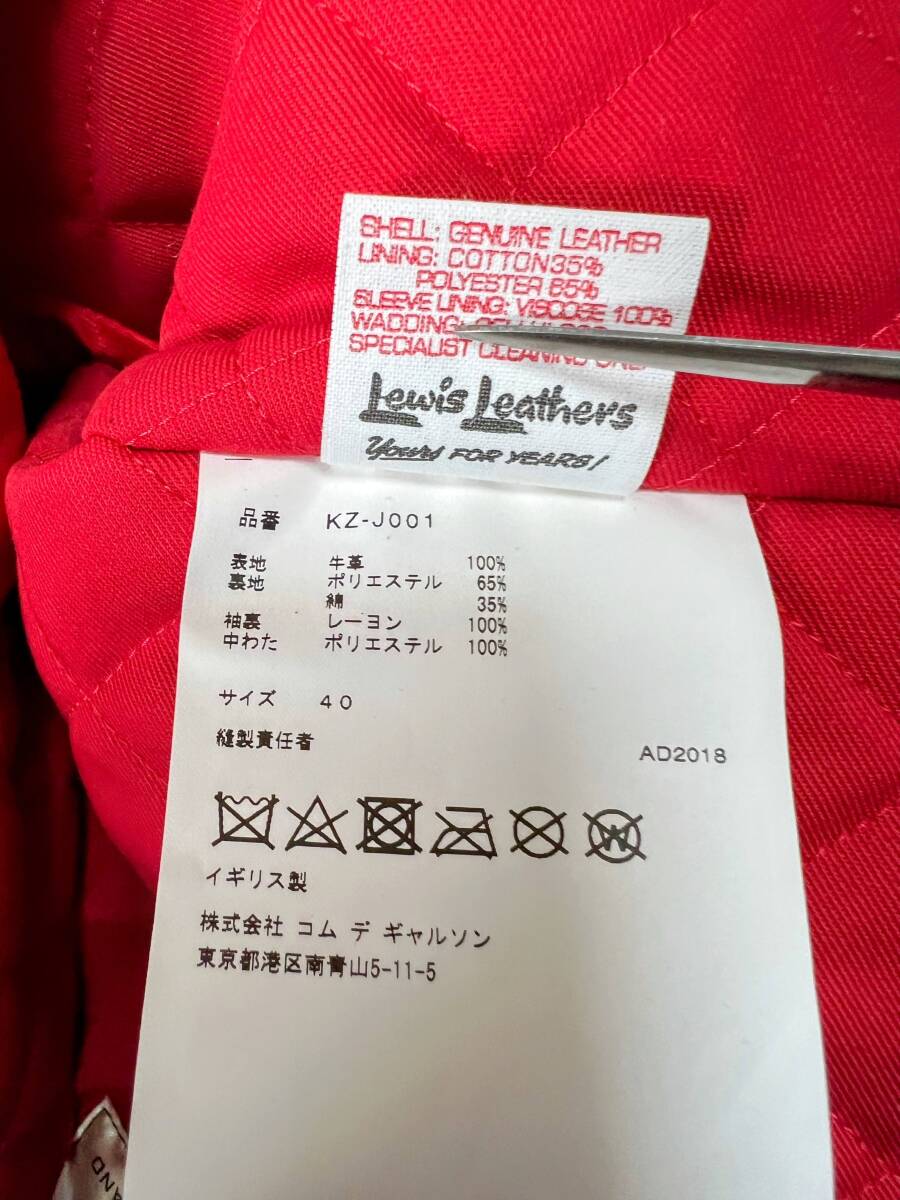 SHELL: GENUINE LEATHER
LINING: COTTON35%
POLYESTER 65%
SLEEVE LINING: VISCOSE 100%
WADDING:
SPECIALIST CLEANING ONLY
Lewis Leathers
Yours FOR YEARS!
品番 KZ-J001
表地 牛革 100%
裏地 ポリエステル 65%
綿 35%
袖裏 レーヨン 100%
中わた ポリエステル 100%
サイズ 40
縫製責任者
AD2018
W
イギリス製
株式会社 コム デ ギャルソン
東京都港区南青山5-11-5